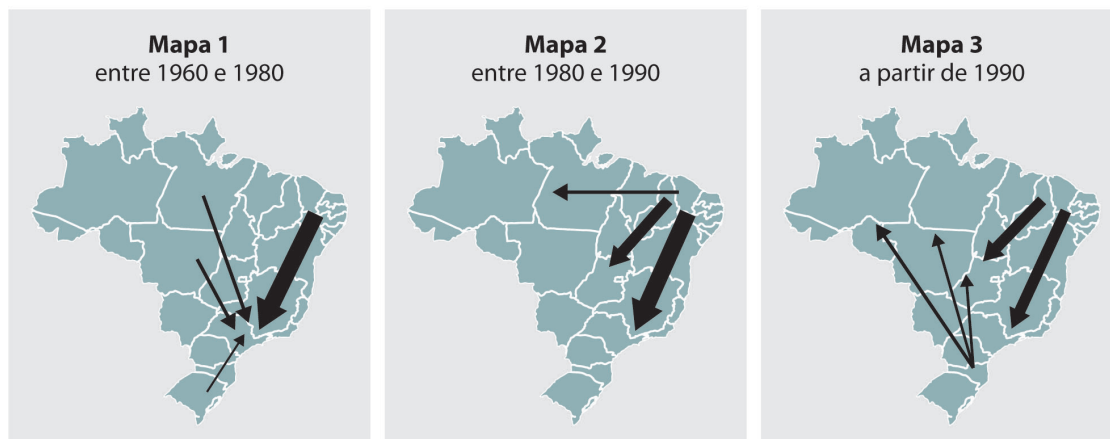 Mapa 1
entre 1960 e 1980
Mapa 2
entre 1980 e 1990
Mapa 3
a partir de 1990